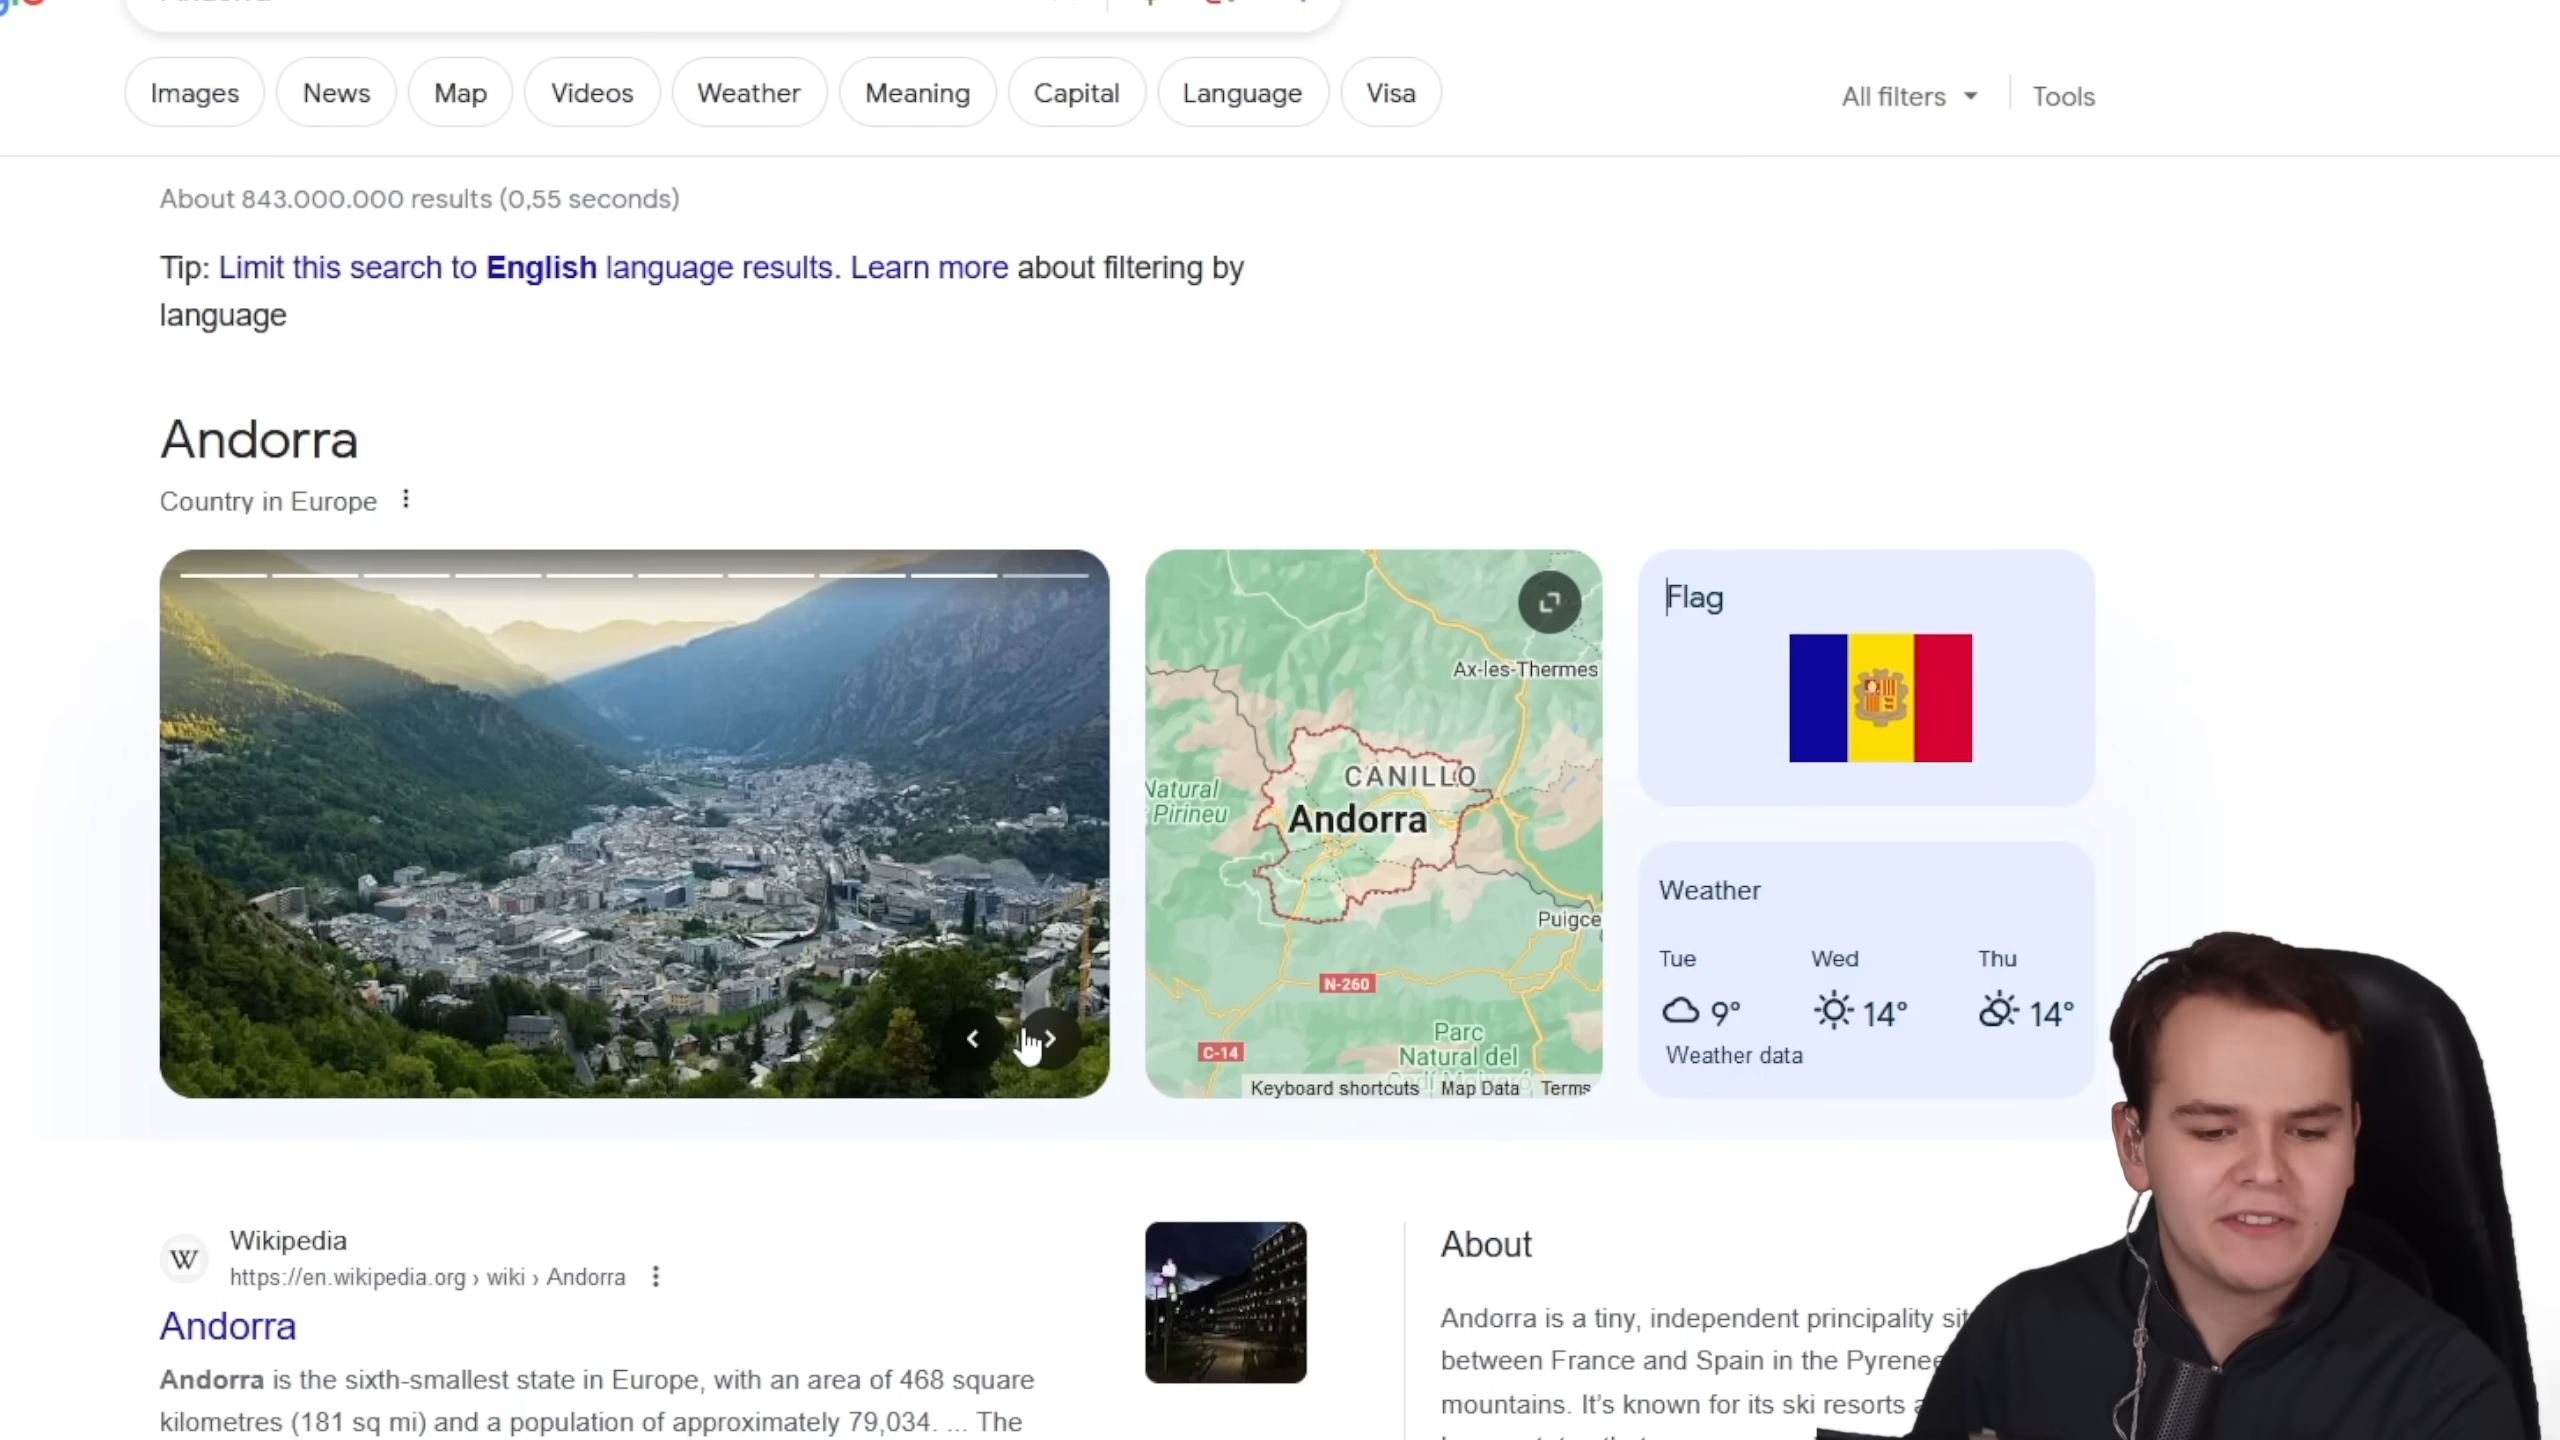 Images News Map Videos Weather Meaning Capital Language Visa All filters Tools
About 843.000.000 results (0,55 seconds)
Tip: Limit this search to English language results. Learn more about filtering by
language
Andorra
Country in Europe
Ax-les-Thermes
CANILLO
Natural
Pirineu
Andorra
Puigce
N-260
C-14
Parc
Natural del
Keyboard shortcuts Map Data Terms
Flag
Weather
Tue Wed Thu
9° 14° 14°
Weather data
W
Wikipedia
https://en.wikipedia.org › wiki › Andorra
Andorra
Andorra is the sixth-smallest state in Europe, with an area of 468 square
kilometres (181 sq mi) and a population of approximately 79,034. ... The
About
Andorra is a tiny, independent principality sit
between France and Spain in the Pyrenee
mountains. It's known for its ski resorts a